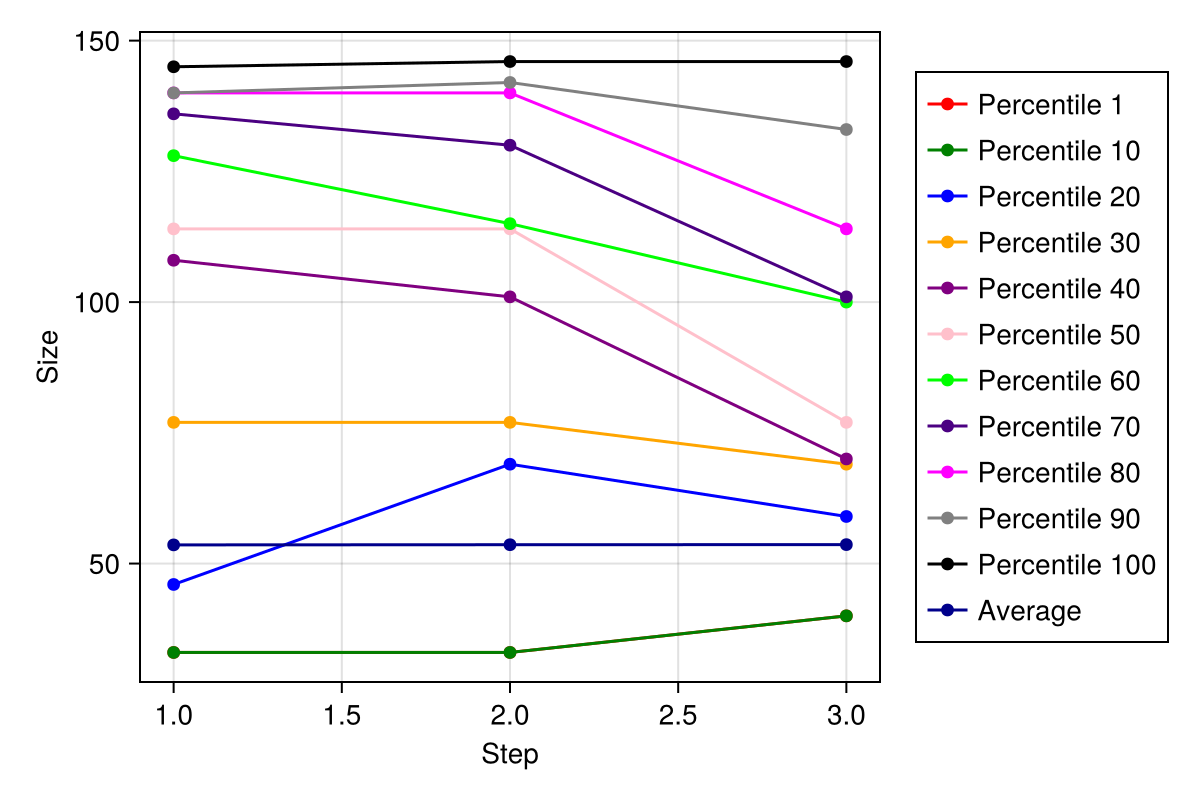 150
100
50
Size
1.0 1.5 2.0 2.5 3.0
Step
Percentile 1
Percentile 10
Percentile 20
Percentile 30
Percentile 40
Percentile 50
Percentile 60
Percentile 70
Percentile 80
Percentile 90
Percentile 100
Average